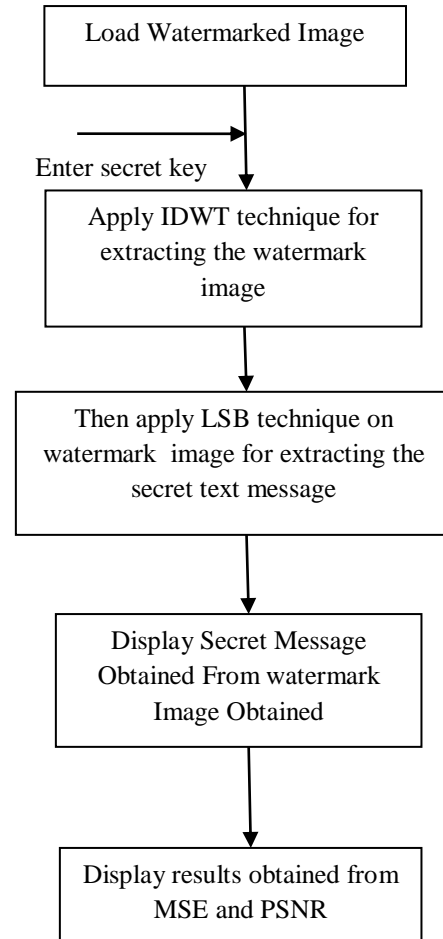 Load Watermarked Image
Enter secret key
Apply IDWT technique for
extracting the watermark
image
Then apply LSB technique on
watermark image for extracting the
secret text message
Display Secret Message
Obtained From watermark
Image Obtained
Display results obtained from
MSE and PSNR